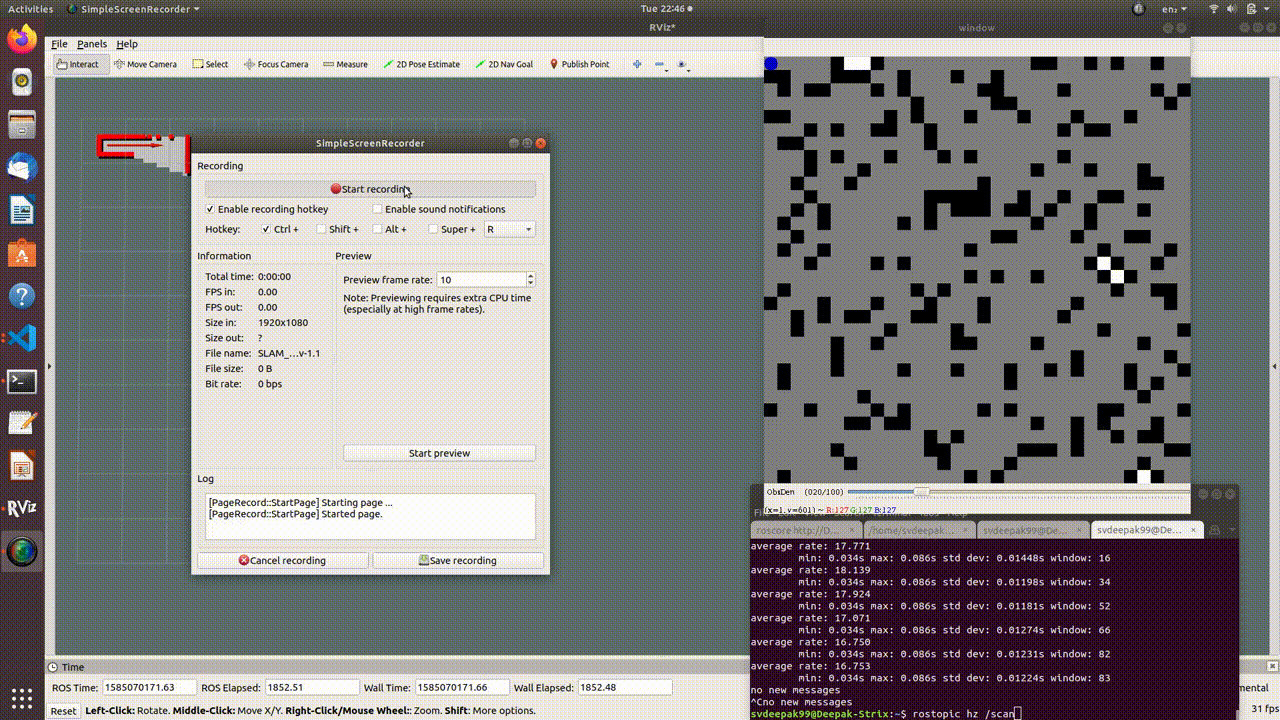 Activities SimpleScreenRecorder Tue 22:46 en₂
RViz*
window
File Panels Help
Interact Move Camera Select Focus Camera Measure 2D Pose Estimate 2D Nav Goal Publish Point
SimpleScreenRecorder
Recording
Start recording
Enable recording hotkey Enable sound notifications
Hotkey: Ctrl + Shift + Alt + Super + R
Information
Total time: 0:00:00
FPS in: 0.00
FPS out: 0.00
Size in: 1920x1080
Size out: ?
File name: SLAM_...v-1.1
File size: 0 B
Bit rate: 0 bps
Preview
Preview frame rate: 10
Note: Previewing requires extra CPU time
(especially at high frame rates).
Start preview
Log
[PageRecord::StartPage] Starting page ...
[PageRecord::StartPage] Started page.
Cancel recording Save recording
ObsDen (020/100)
(x=1, y=601) ~ R:127 G:127 B:127
roscore http://D... /home/svdeepak... svdeepak99@De... svdeepak99@De...
average rate: 17.771
min: 0.034s max: 0.086s std dev: 0.01448s window: 16
average rate: 18.139
min: 0.034s max: 0.086s std dev: 0.01198s window: 34
average rate: 17.924
min: 0.034s max: 0.086s std dev: 0.01181s window: 52
average rate: 17.071
min: 0.034s max: 0.086s std dev: 0.01274s window: 66
average rate: 16.750
min: 0.034s max: 0.086s std dev: 0.01231s window: 82
average rate: 16.753
min: 0.034s max: 0.086s std dev: 0.01224s window: 83
no new messages
^Cno new messages
svdeepak99@Deepak-Strix:~$ rostopic hz /scan
RViz
Time
ROS Time: 1585070171.63 ROS Elapsed: 1852.51 Wall Time: 1585070171.66 Wall Elapsed: 1852.48 mental
Reset Left-Click: Rotate. Middle-Click: Move X/Y. Right-Click/Mouse Wheel:: Zoom. Shift: More options. 31 fps